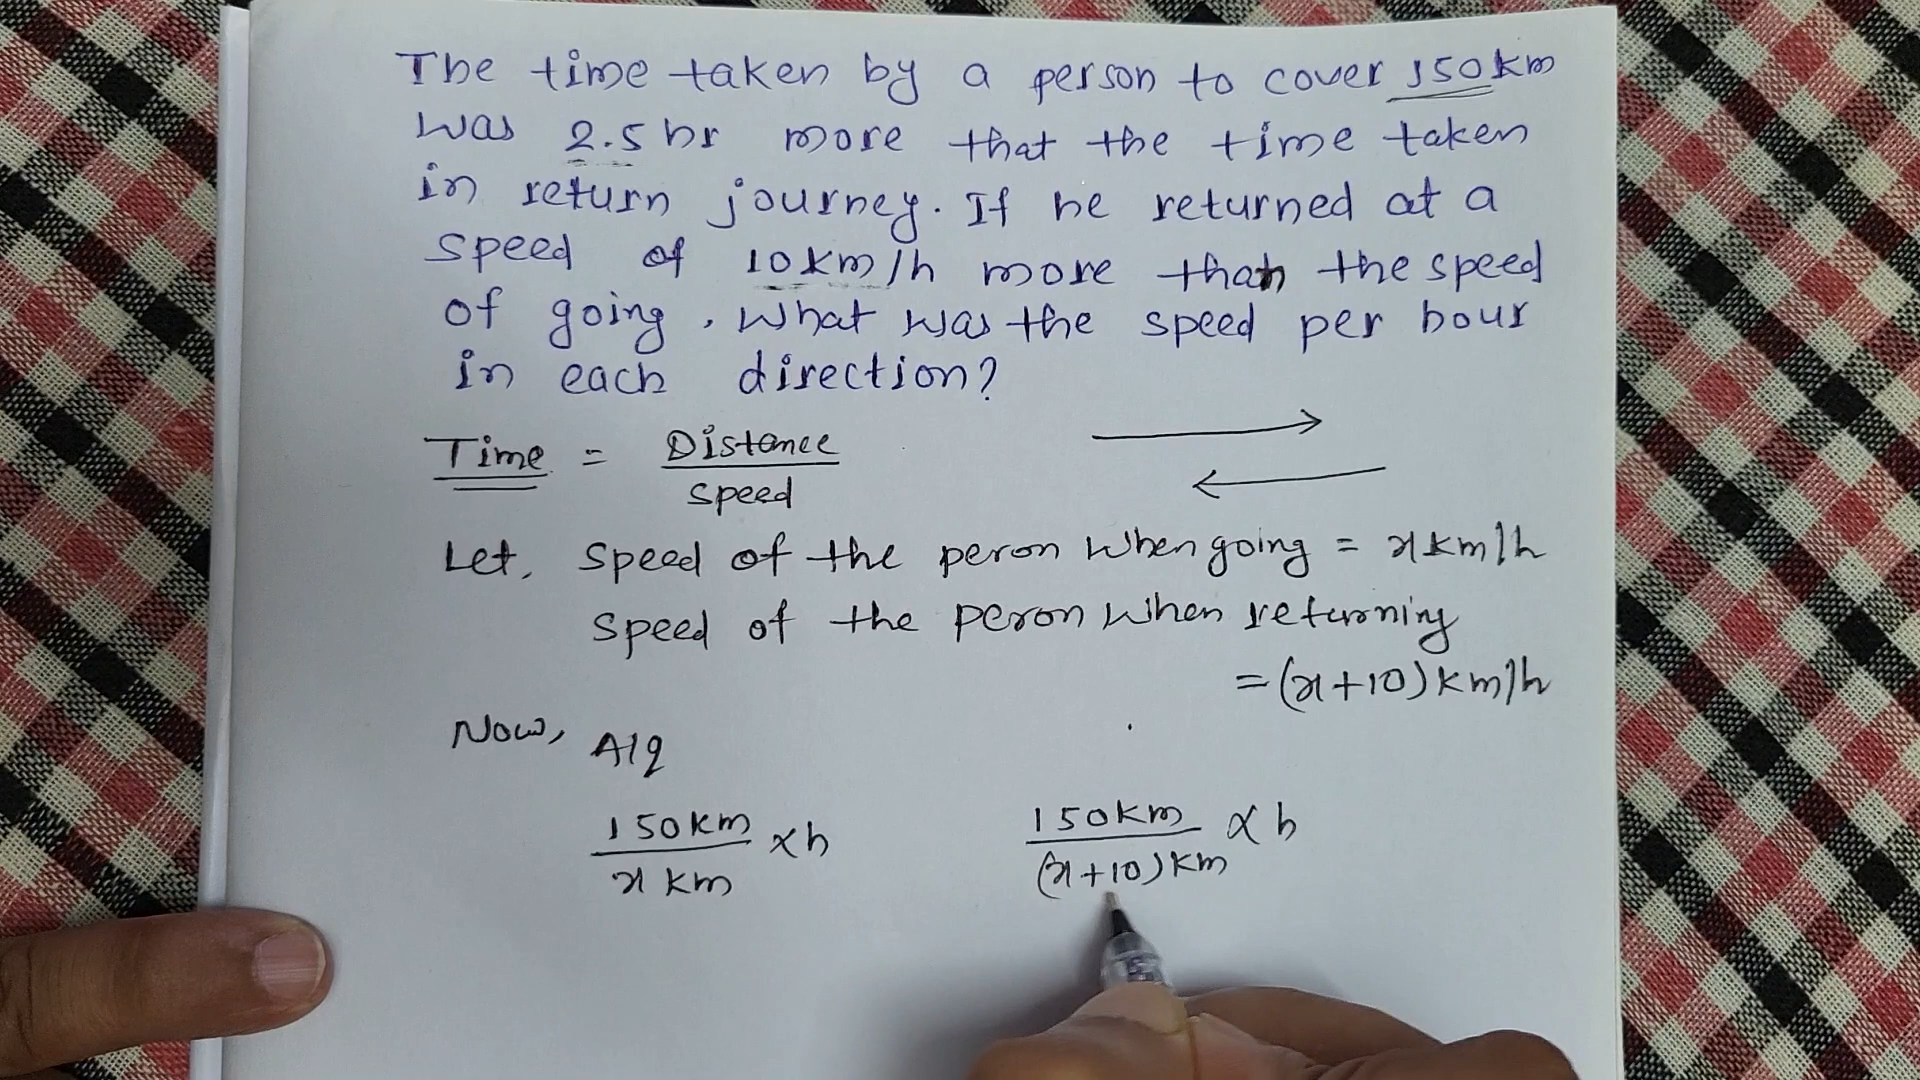 The time taken by a person to cover 150km
was 2.5 hr more that the time taken
in return journey. If he returned at a
speed of 10km/h more than the speed
of going, What was the speed per hour
in each direction?
Time = Distance/speed
Let, speed of the peron when going = x km/h
speed of the peron when returning
= (x+10) km/h
Now, A/q
150km/x km × h
150km/(x+10) km × h